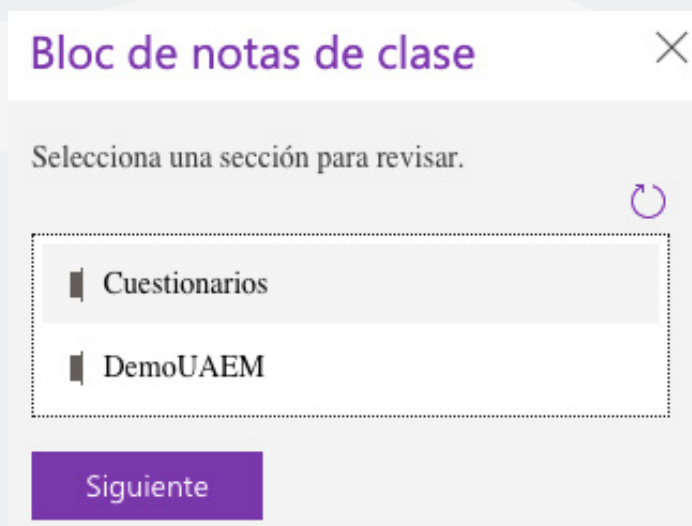 Bloc de notas de clase
Selecciona una sección para revisar.
Cuestionarios
DemoUAEM
Siguiente